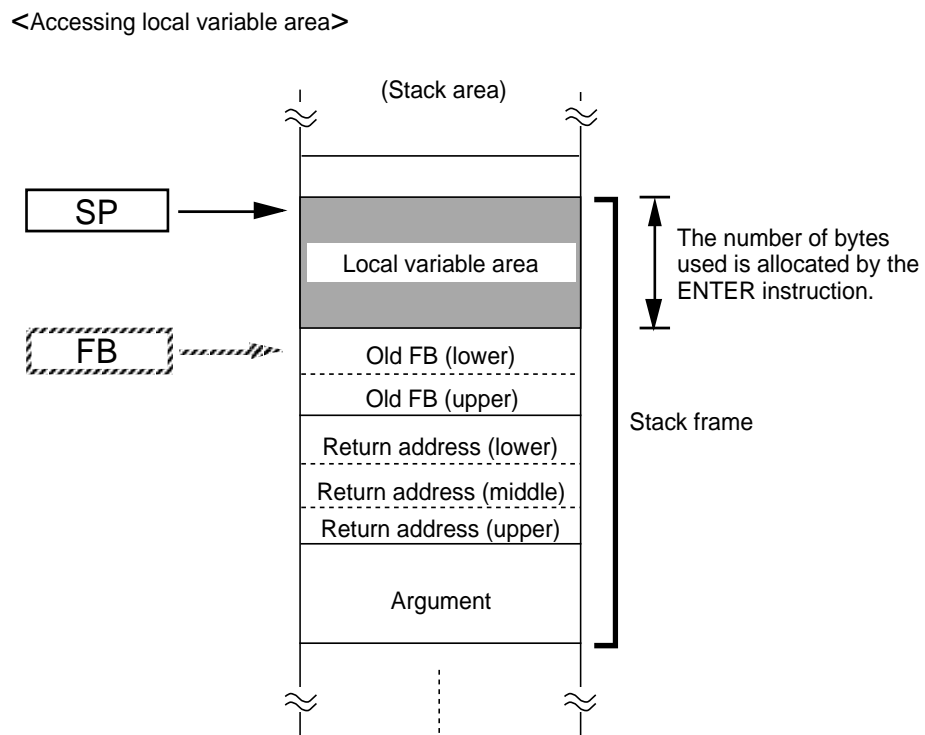 <Accessing local variable area>
(Stack area)
SP
Local variable area
The number of bytes
used is allocated by the
ENTER instruction.
FB
Old FB (lower)
Old FB (upper)
Stack frame
Return address (lower)
Return address (middle)
Return address (upper)
Argument